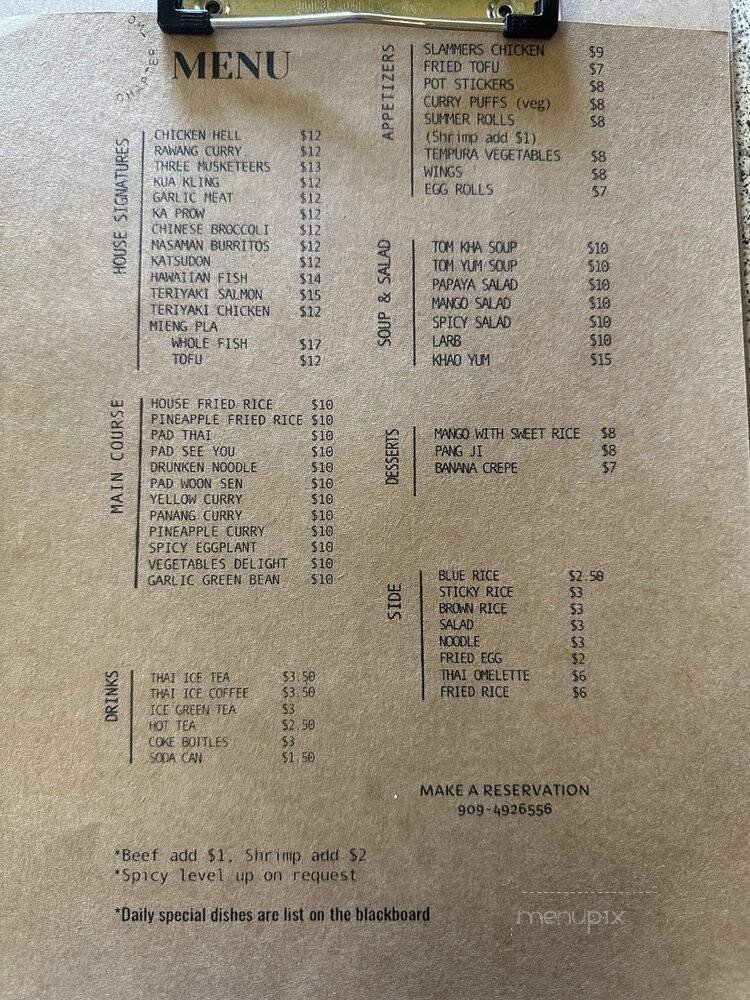 MENU
HOUSE SIGNATURES
CHICKEN HELL $12
RAWANG CURRY $12
THREE MUSKETEERS $13
KUA KLING $12
GARLIC MEAT $12
KA PROW $12
CHINESE BROCCOLI $12
MASAMAN BURRITOS $12
KATSUDON $12
HAWAIIAN FISH $14
TERIYAKI SALMON $15
TERIYAKI CHICKEN $12
MIENG PLA
WHOLE FISH $17
TOFU $12
MAIN COURSE
HOUSE FRIED RICE $10
PINEAPPLE FRIED RICE $10
PAD THAI $10
PAD SEE YOU $10
DRUNKEN NOODLE $10
PAD WOON SEN $10
YELLOW CURRY $10
PANANG CURRY $10
PINEAPPLE CURRY $10
SPICY EGGPLANT $10
VEGETABLES DELIGHT $10
GARLIC GREEN BEAN $10
DRINKS
THAI ICE TEA $3.50
THAI ICE COFFEE $3.50
ICE GREEN TEA $3
HOT TEA $2.50
COKE BOTTLES $3
SODA CAN $1.50
APPETIZERS
SLAMMERS CHICKEN $9
FRIED TOFU $7
POT STICKERS $8
CURRY PUFFS (veg) $8
SUMMER ROLLS $8
(Shrimp add $1)
TEMPURA VEGETABLES $8
WINGS $8
EGG ROLLS $7
SOUP & SALAD
TOM KHA SOUP $10
TOM YUM SOUP $10
PAPAYA SALAD $10
MANGO SALAD $10
SPICY SALAD $10
LARB $10
KHAO YUM $15
DESSERTS
MANGO WITH SWEET RICE $8
PANG JI $8
BANANA CREPE $7
SIDE
BLUE RICE $2.50
STICKY RICE $3
BROWN RICE $3
SALAD $3
NOODLE $3
FRIED EGG $2
THAI OMELETTE $6
FRIED RICE $6
MAKE A RESERVATION
909-4926556
*Beef add $1, Shrimp add $2
*Spicy level up on request
*Daily special dishes are list on the blackboard
menupix